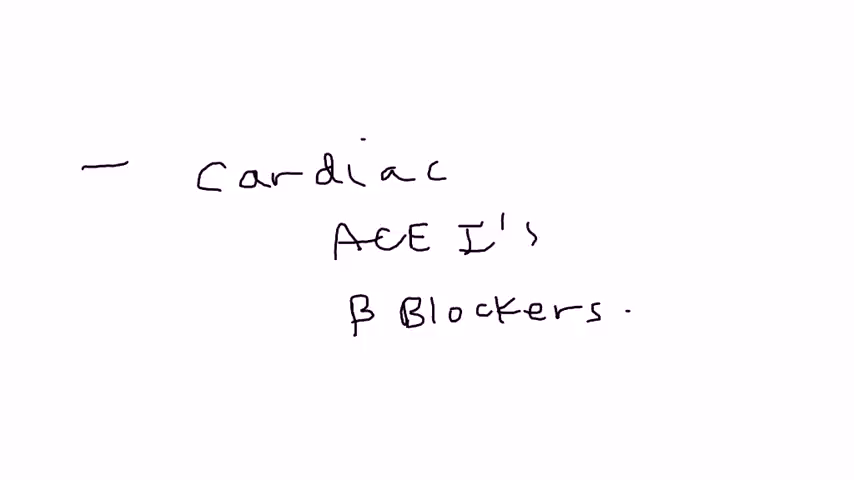 - Cardiac
ACE I's
β Blockers.